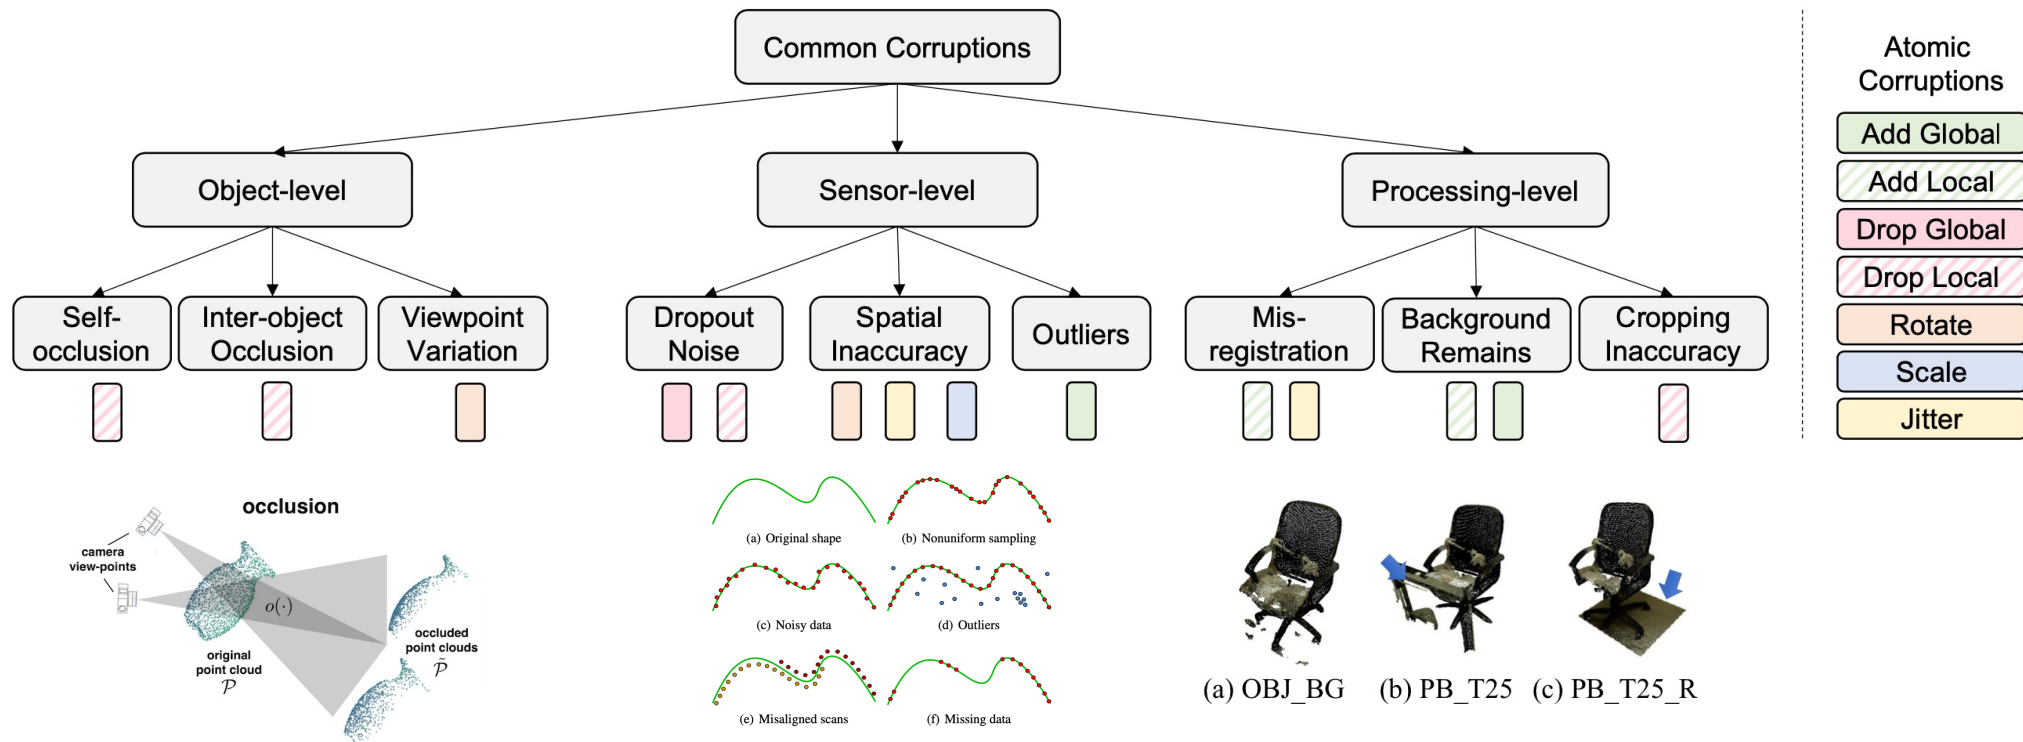 Common Corruptions
Object-level
Sensor-level
Processing-level
Self-
occlusion
Inter-object
Occlusion
Viewpoint
Variation
Dropout
Noise
Spatial
Inaccuracy
Outliers
Mis-
registration
Background
Remains
Cropping
Inaccuracy
Atomic
Corruptions
Add Global
Add Local
Drop Global
Drop Local
Rotate
Scale
Jitter
occlusion
camera
view-points
o(·)
original
point cloud
𝒫
occluded
point clouds
𝒫̃
(a) Original shape
(b) Nonuniform sampling
(c) Noisy data
(d) Outliers
(e) Misaligned scans
(f) Missing data
(a) OBJ_BG
(b) PB_T25
(c) PB_T25_R